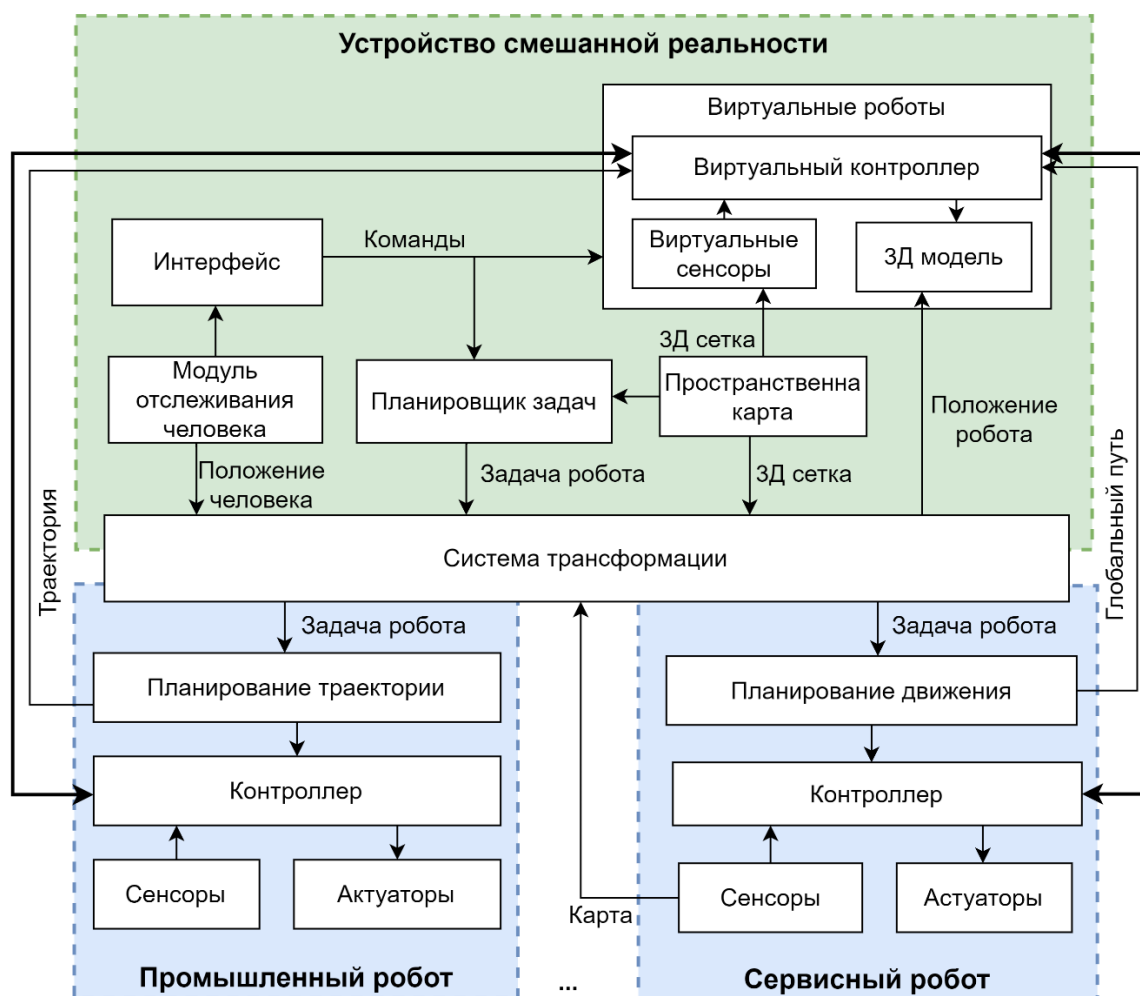 Устройство смешанной реальности
Виртуальные роботы
Виртуальный контроллер
Команды
Интерфейс
Виртуальные
сенсоры
3Д модель
3Д сетка
Модуль
отслеживания
человека
Планировщик задач
Пространственна
карта
Положение
робота
Положение
человека
Задача робота
3Д сетка
Траектория
Глобальный путь
Система трансформации
Задача робота
Задача робота
Планирование траектории
Планирование движения
Контроллер
Контроллер
Сенсоры
Актуаторы
Карта
Сенсоры
Астуаторы
Промышленный робот
...
Сервисный робот